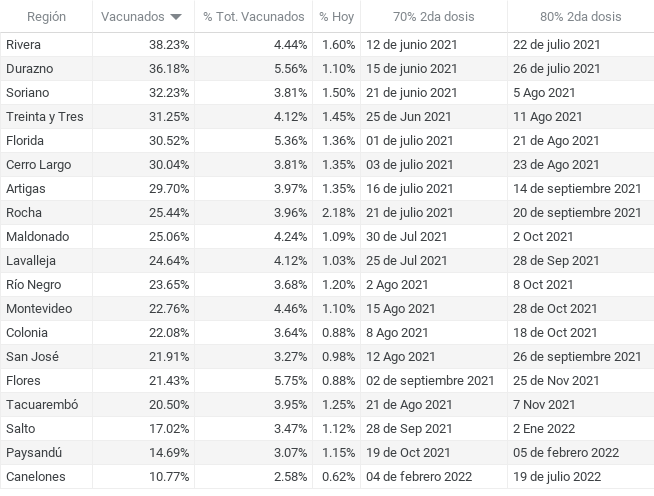 Región Vacunados % Tot. Vacunados % Hoy 70% 2da dosis 80% 2da dosis
Rivera 38.23% 4.44% 1.60% 12 de junio 2021 22 de julio 2021
Durazno 36.18% 5.56% 1.10% 15 de junio 2021 26 de julio 2021
Soriano 32.23% 3.81% 1.50% 21 de junio 2021 5 Ago 2021
Treinta y Tres 31.25% 4.12% 1.45% 25 de Jun 2021 11 Ago 2021
Florida 30.52% 5.36% 1.36% 01 de julio 2021 21 de Ago 2021
Cerro Largo 30.04% 3.81% 1.35% 03 de julio 2021 23 de Ago 2021
Artigas 29.70% 3.97% 1.35% 16 de julio 2021 14 de septiembre 2021
Rocha 25.44% 3.96% 2.18% 21 de julio 2021 20 de septiembre 2021
Maldonado 25.06% 4.24% 1.09% 30 de Jul 2021 2 Oct 2021
Lavalleja 24.64% 4.12% 1.03% 25 de Jul 2021 28 de Sep 2021
Río Negro 23.65% 3.68% 1.20% 2 Ago 2021 8 Oct 2021
Montevideo 22.76% 4.46% 1.10% 15 Ago 2021 28 de Oct 2021
Colonia 22.08% 3.64% 0.88% 8 Ago 2021 18 de Oct 2021
San José 21.91% 3.27% 0.98% 12 Ago 2021 26 de septiembre 2021
Flores 21.43% 5.75% 0.88% 02 de septiembre 2021 25 de Nov 2021
Tacuarembó 20.50% 3.95% 1.25% 21 de Ago 2021 7 Nov 2021
Salto 17.02% 3.47% 1.12% 28 de Sep 2021 2 Ene 2022
Paysandú 14.69% 3.07% 1.15% 19 de Oct 2021 05 de febrero 2022
Canelones 10.77% 2.58% 0.62% 04 de febrero 2022 19 de julio 2022